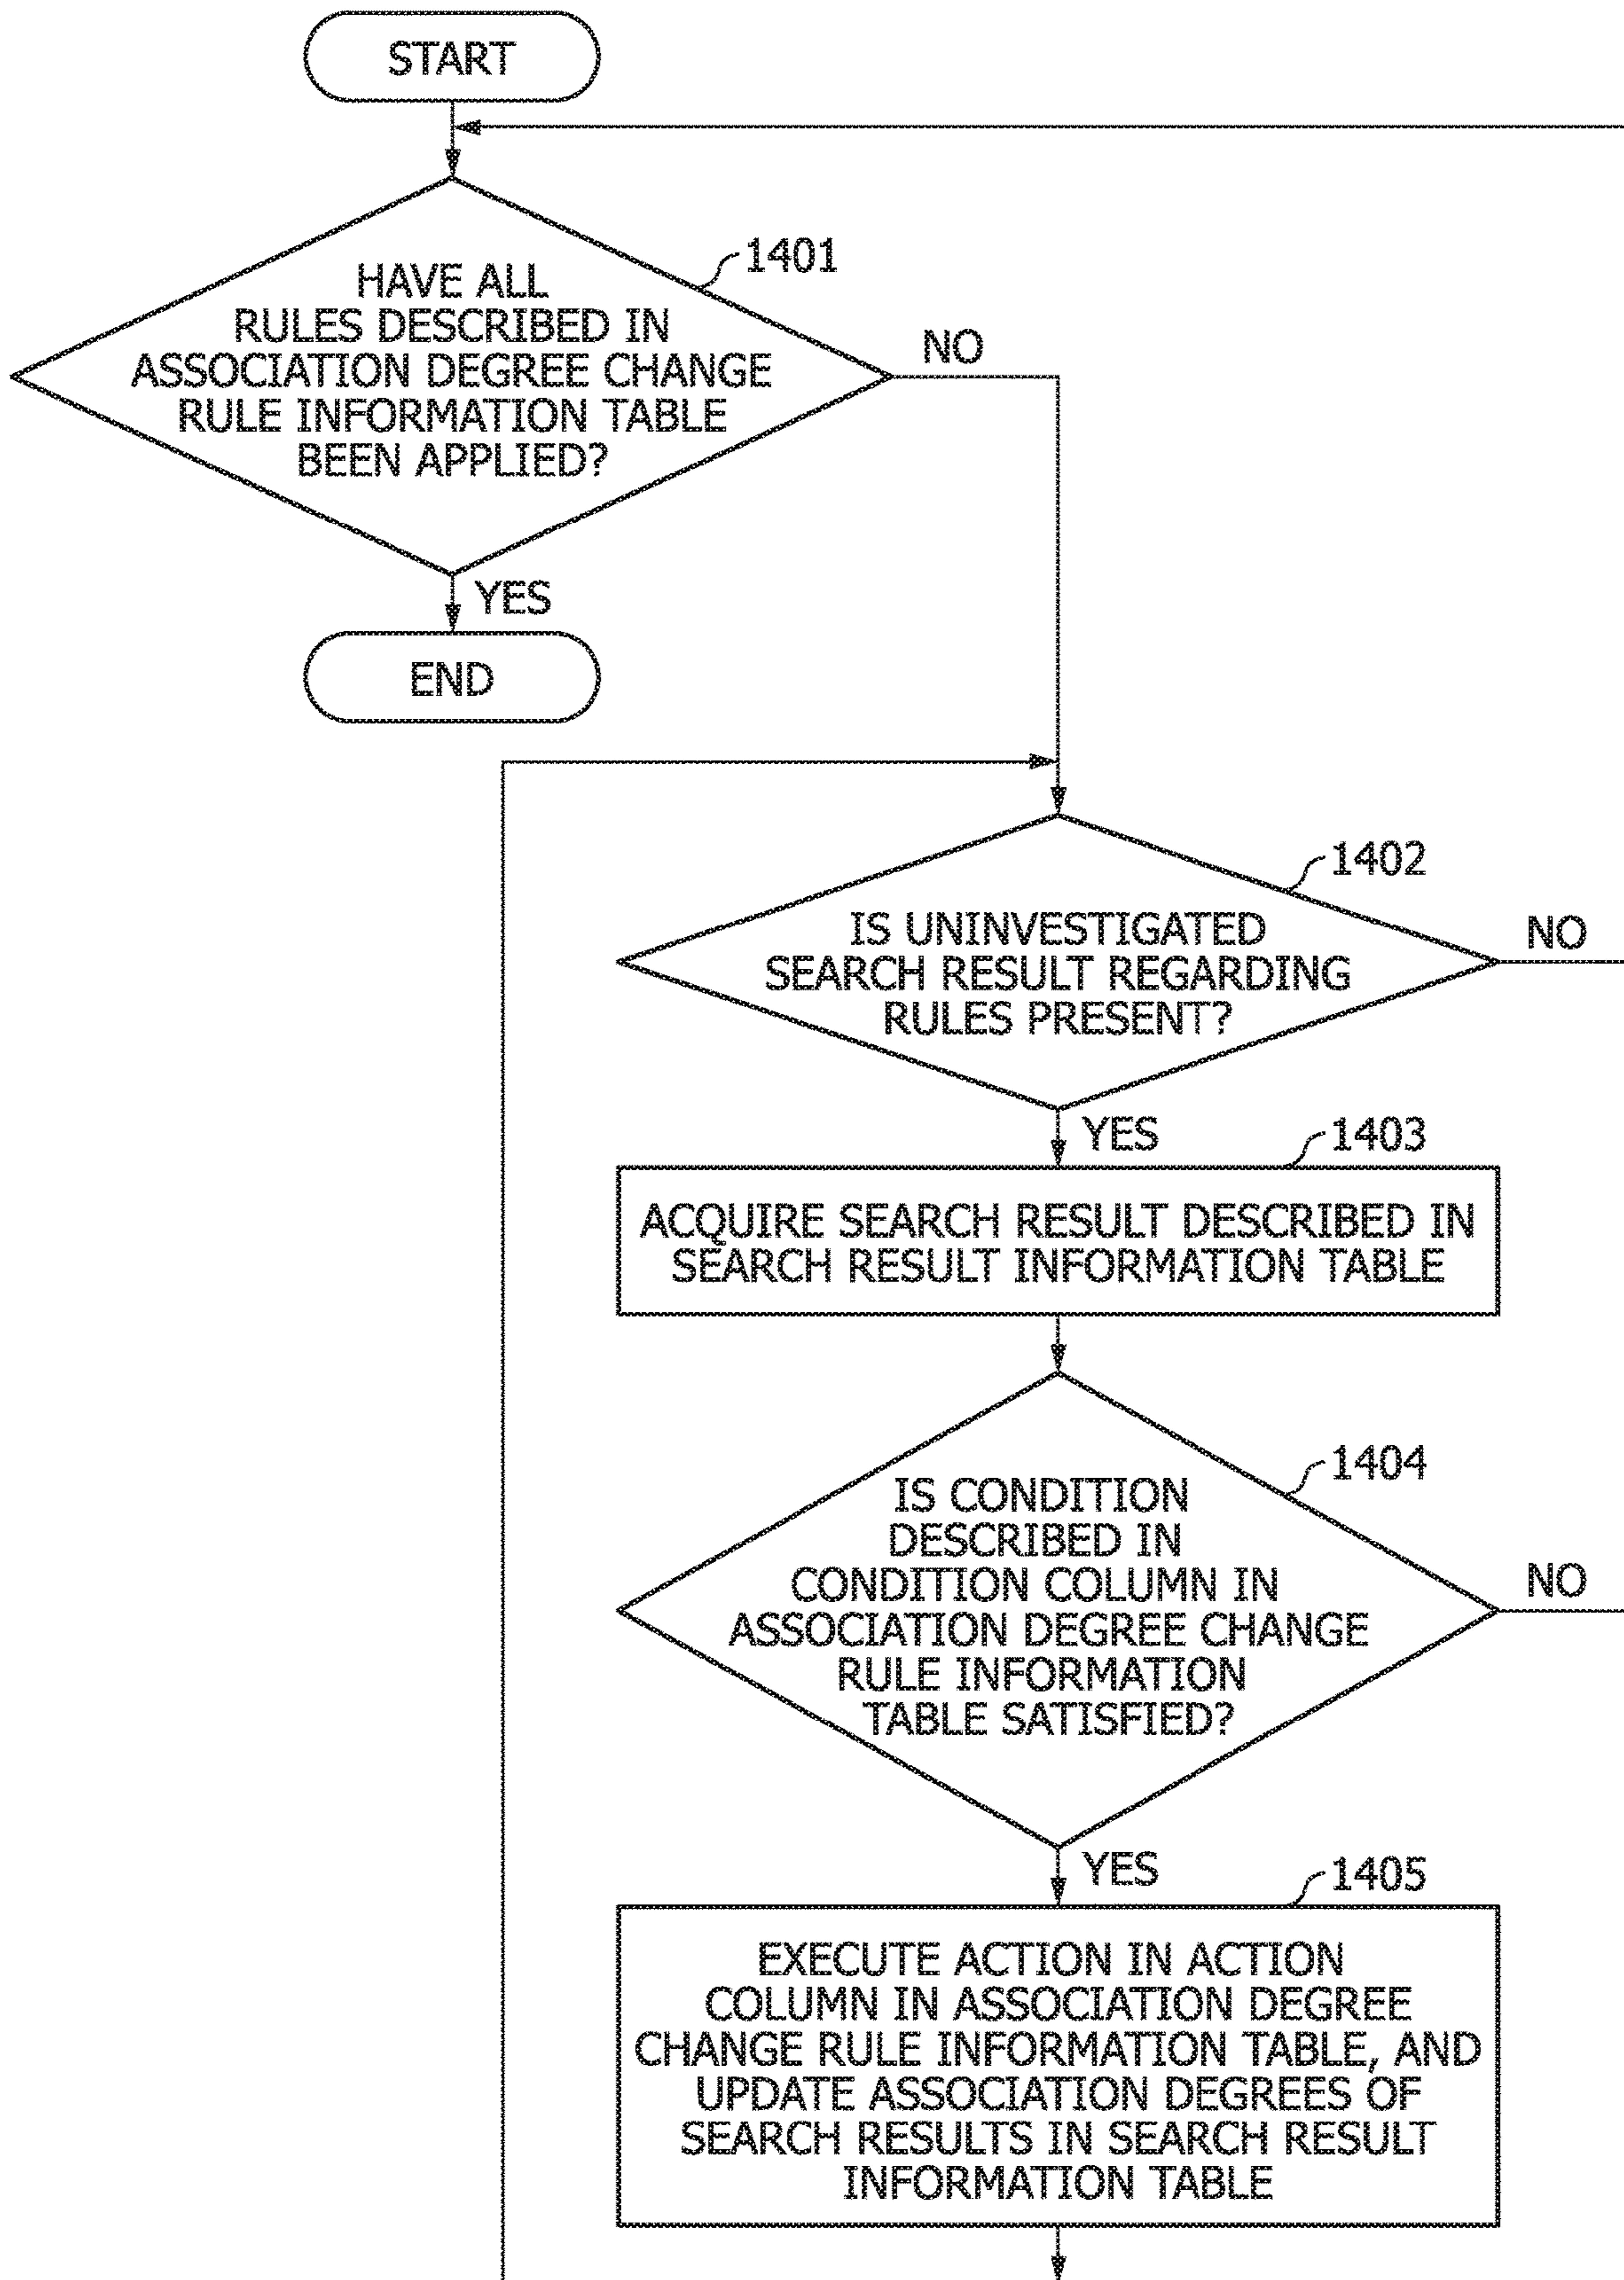 START
1401
HAVE ALL
RULES DESCRIBED IN
ASSOCIATION DEGREE CHANGE
RULE INFORMATION TABLE
BEEN APPLIED?
NO
YES
END
1402
IS UNINVESTIGATED
SEARCH RESULT REGARDING
RULES PRESENT?
NO
YES
1403
ACQUIRE SEARCH RESULT DESCRIBED IN
SEARCH RESULT INFORMATION TABLE
1404
IS CONDITION
DESCRIBED IN
CONDITION COLUMN IN
ASSOCIATION DEGREE CHANGE
RULE INFORMATION
TABLE SATISFIED?
NO
YES
1405
EXECUTE ACTION IN ACTION
COLUMN IN ASSOCIATION DEGREE
CHANGE RULE INFORMATION TABLE, AND
UPDATE ASSOCIATION DEGREES OF
SEARCH RESULTS IN SEARCH RESULT
INFORMATION TABLE